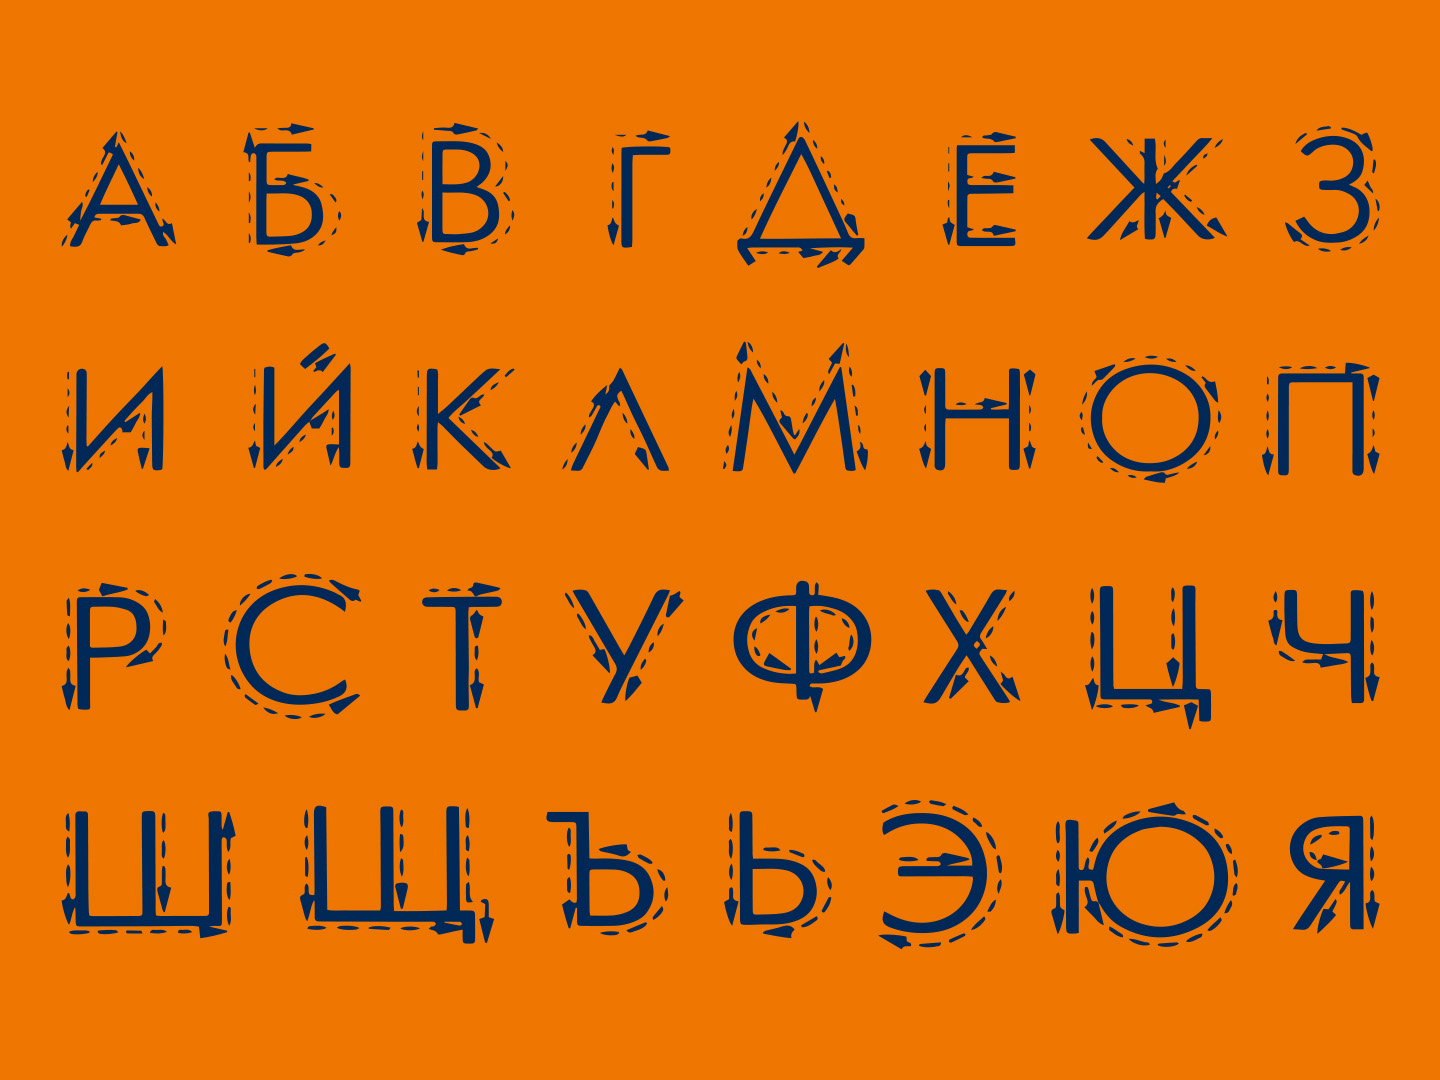 А Б В Г Д Е Ж З
И Й К Л М Н О П
Р С Т У Ф Х Ц Ч
Ш Щ Ъ Ь Э Ю Я